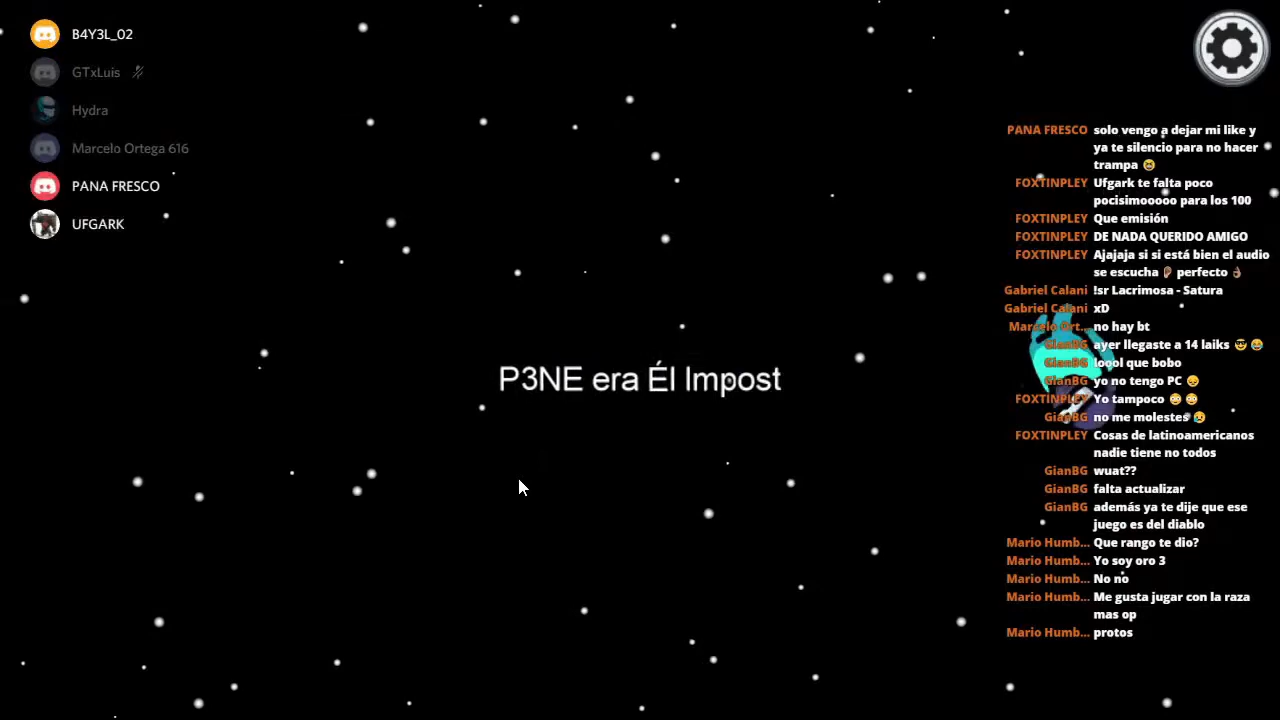 B4Y3L_02
GTxLuis
Hydra
Marcelo Ortega 616
PANA FRESCO
UFGARK
P3NE era Él Impost
PANA FRESCO solo vengo a dejar mi like y
ya te silencio para no hacer
trampa 😆
FOXTINPLEY Ufgark te falta poco
pocisimooooo para los 100
FOXTINPLEY Que emisión
FOXTINPLEY DE NADA QUERIDO AMIGO
FOXTINPLEY Ajajaja si si está bien el audio
se escucha 👂🏽 perfecto 👌🏽
Gabriel Calani !sr Lacrimosa - Satura
Gabriel Calani xD
Marcelo Ort... no hay bt
GianBG ayer llegaste a 14 laiks 😎 😂
GianBG loool que bobo
GianBG yo no tengo PC 😔
FOXTINPLEY Yo tampoco 😳 😳
GianBG no me molestes 😥
FOXTINPLEY Cosas de latinoamericanos
nadie tiene no todos
GianBG wuat??
GianBG falta actualizar
GianBG además ya te dije que ese
juego es del diablo
Mario Humb... Que rango te dio?
Mario Humb... Yo soy oro 3
Mario Humb... No no
Mario Humb... Me gusta jugar con la raza
mas op
Mario Humb... protos